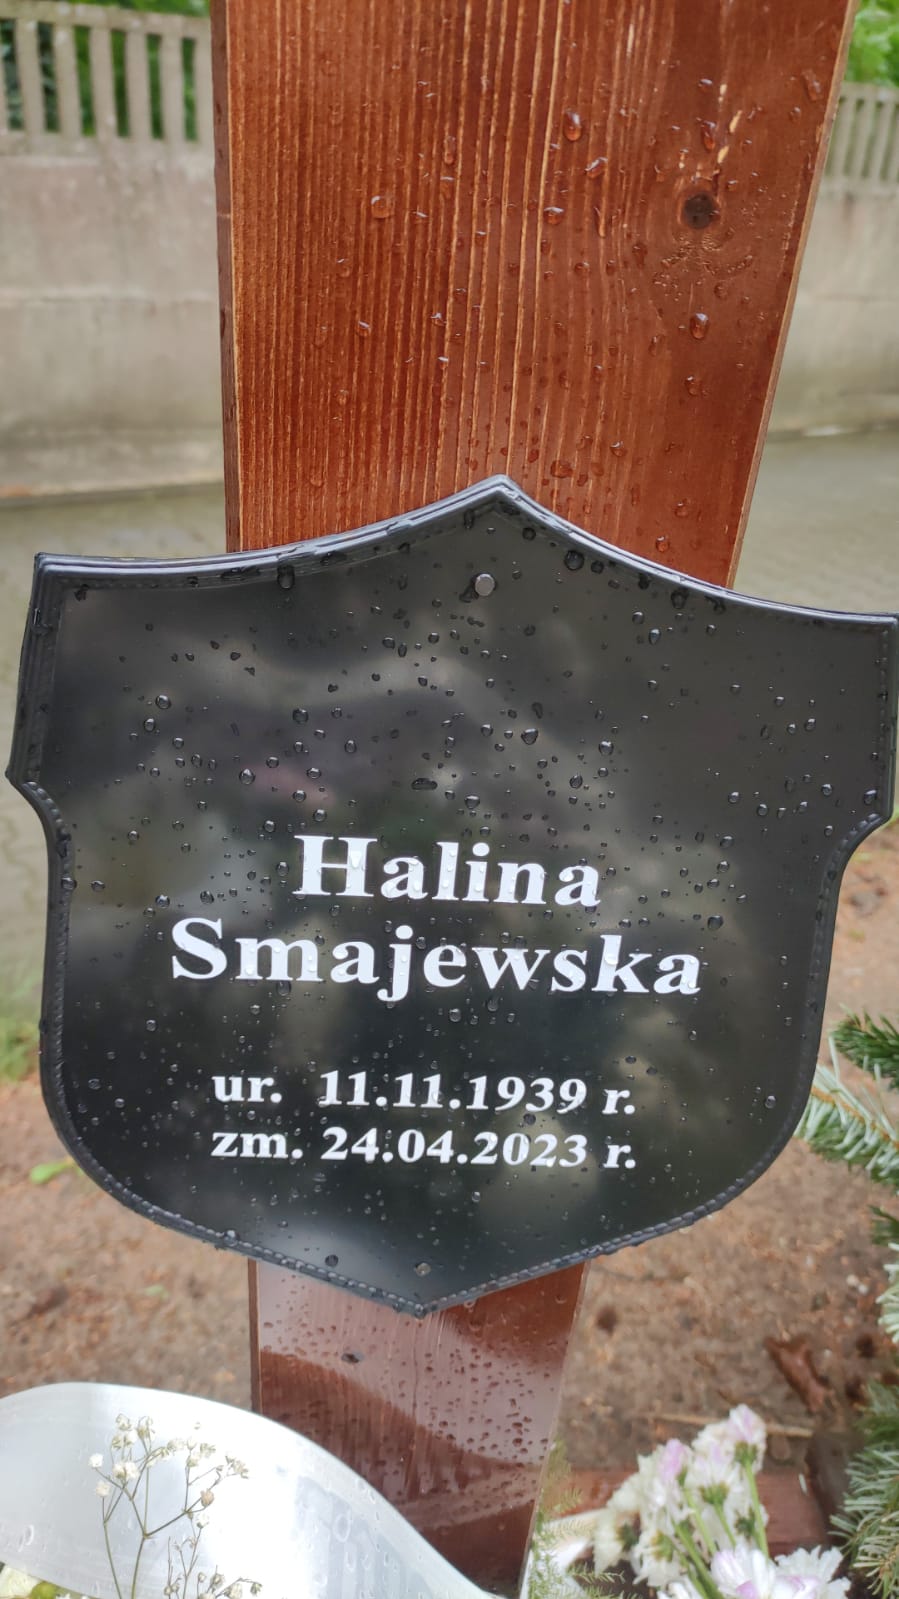 Halina
Smajewska
ur. 11.11.1939 r.
zm. 24.04.2023 r.